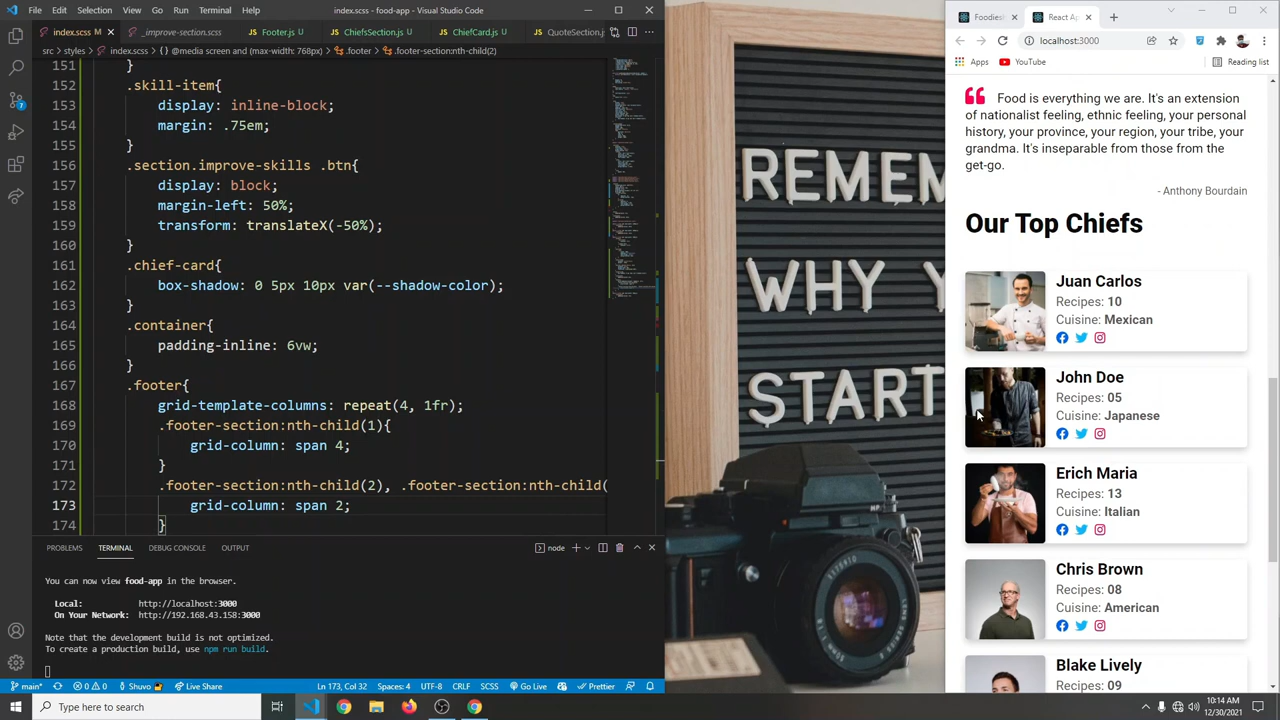 File Edit Selection View Go Run Terminal Help index.scss - food-app - Visual Studio Code
index.scss M _improve-section.scss Footer.js U ChiefsSection.js U ChiefCard.js U QuoteSection.js
src > styles > index.scss > @media screen and (max-width: 768px) > .footer > .footer-section:nth-child(2)
151 }
152 .skill-item{
153 display: inline-block;
154 margin: .75em;
155 }
156 .section.improve-skills .btn{
157 display: block;
158 margin-left: 50%;
159 transform: translateX(-50%);
160 }
161 .chief-card{
162 box-shadow: 0 5px 10px var(--shadow-color);
163 }
164 .container{
165 padding-inline: 6vw;
166 }
167 .footer{
168 grid-template-columns: repeat(4, 1fr);
169 .footer-section:nth-child(1){
170 grid-column: span 4;
171 }
172 .footer-section:nth-child(2), .footer-section:nth-child(
173 grid-column: span 2;
174 }
PROBLEMS TERMINAL DEBUG CONSOLE OUTPUT node
You can now view food-app in the browser.
Local: http://localhost:3000
On Your Network: http://192.168.43.158:3000
Note that the development build is not optimized.
To create a production build, use npm run build.
main* 0 0 Shuvo Live Share Ln 173, Col 32 Spaces: 4 UTF-8 CRLF SCSS Go Live Prettier
REMEM
WHY Y
START
Foodies React Ap
localhost:3000
Apps YouTube Reading list
Food is everything we are. It's an extension
of nationalist feeling, ethnic feeling, your personal
history, your province, your region, your tribe, your
grandma. It's inseparable from those from the
get-go.
- Anthony Bourdain
Our Top Chiefs
Juan Carlos
Recipes: 10
Cuisine: Mexican
John Doe
Recipes: 05
Cuisine: Japanese
Erich Maria
Recipes: 13
Cuisine: Italian
Chris Brown
Recipes: 08
Cuisine: American
Blake Lively
Recipes: 09
Type here to search
10:14 AM
12/30/2021